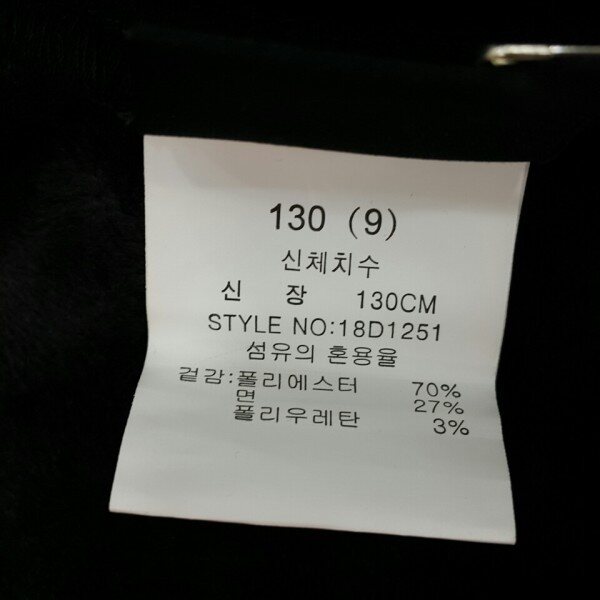 130 (9)
신체치수
신 장 130CM
STYLE NO:18D1251
섬유의 혼용율
겉감:폴리에스터 70%
면 27%
폴리우레탄 3%